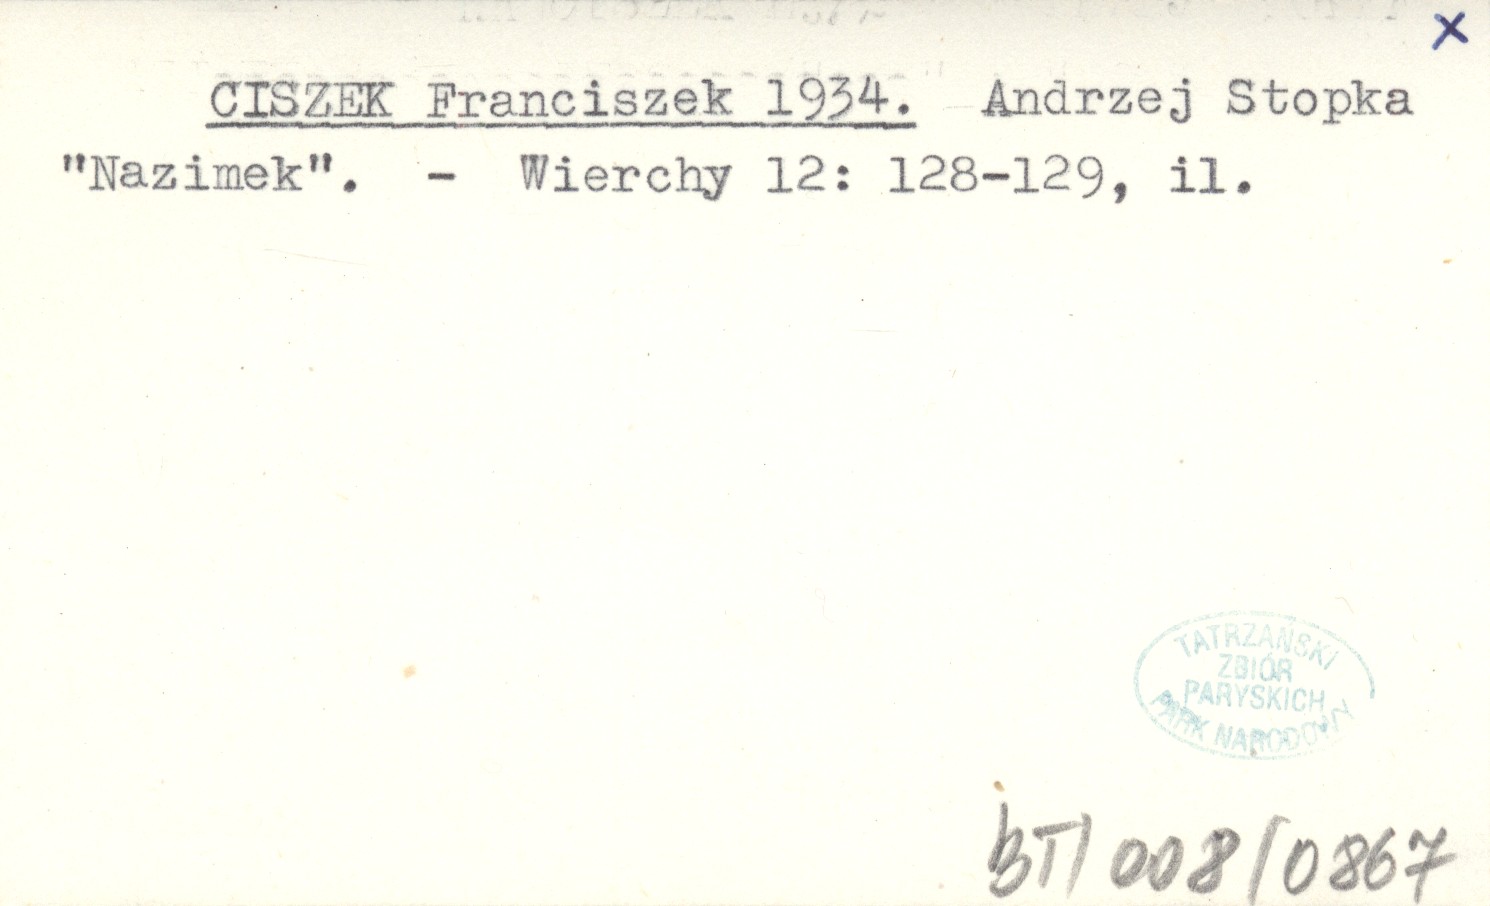 x
CISZEK Franciszek 1934. Andrzej Stopka
"Nazimek". - Wierchy 12: 128-129, il.
TATRZAŃSKI
ZBIÓR
PARYSKICH
PARK NARODOWY
BT/008/0867